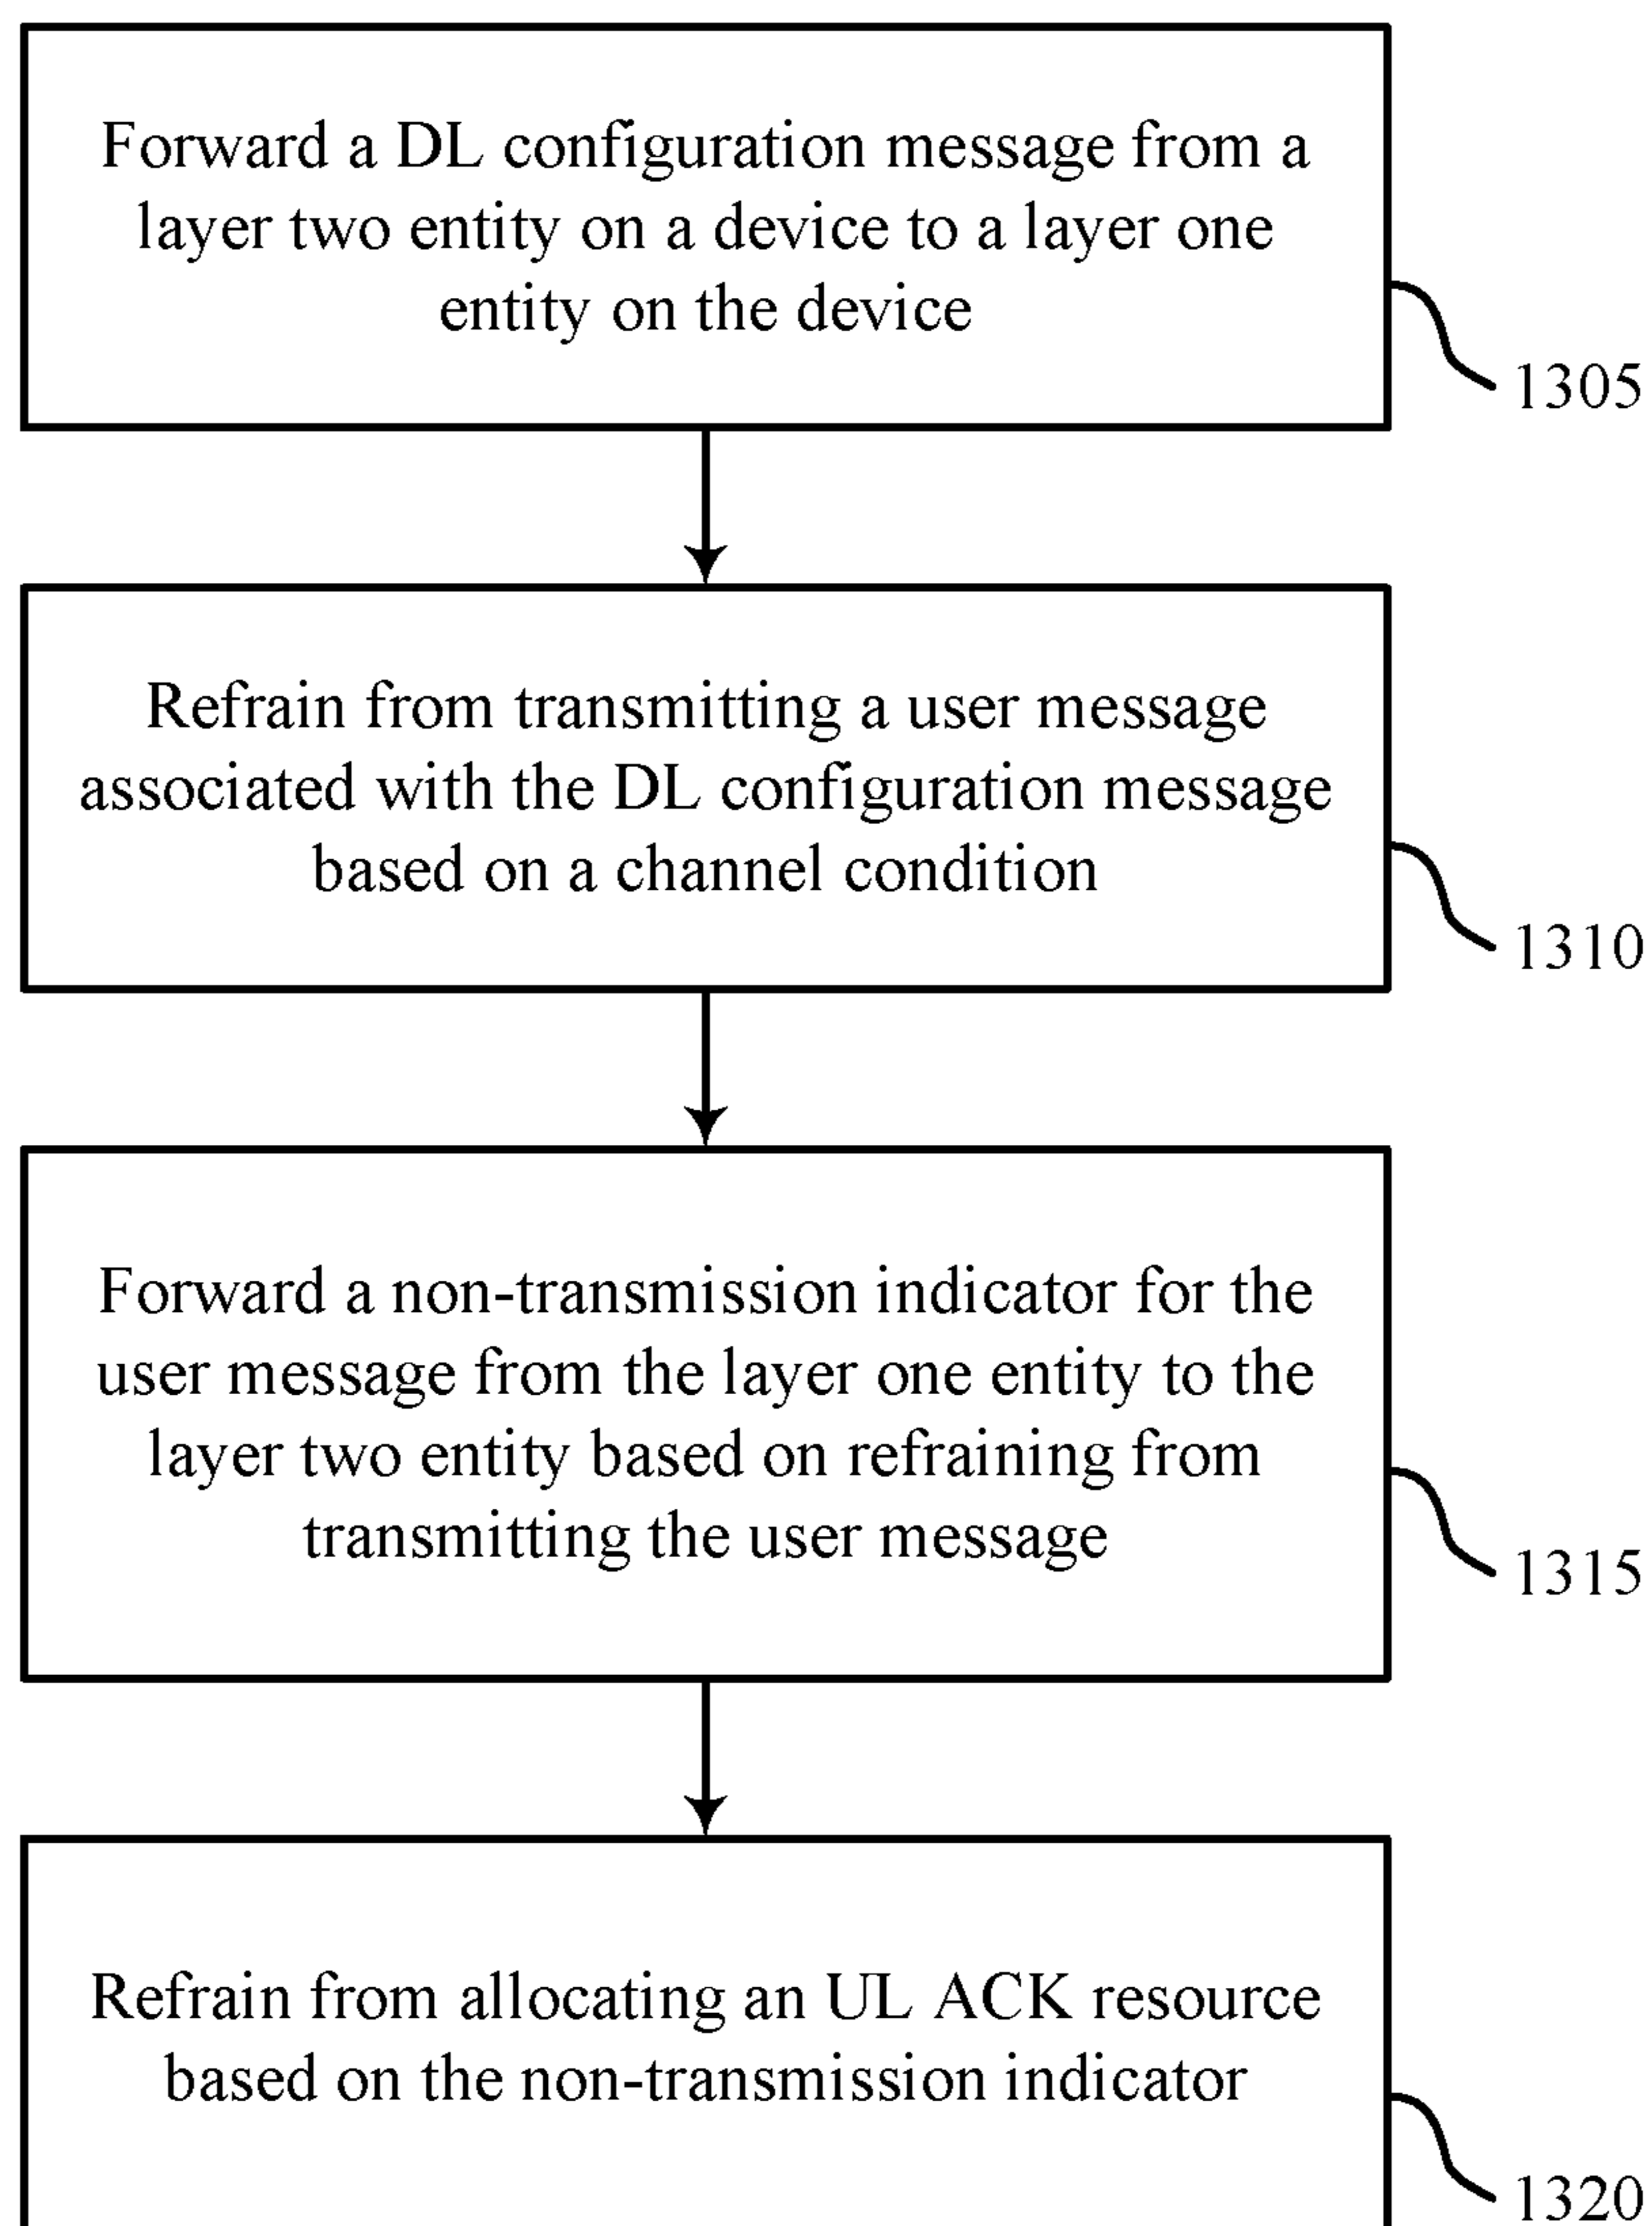 Forward a DL configuration message from a
layer two entity on a device to a layer one
entity on the device
1305
Refrain from transmitting a user message
associated with the DL configuration message
based on a channel condition
1310
Forward a non-transmission indicator for the
user message from the layer one entity to the
layer two entity based on refraining from
transmitting the user message
1315
Refrain from allocating an UL ACK resource
based on the non-transmission indicator
1320